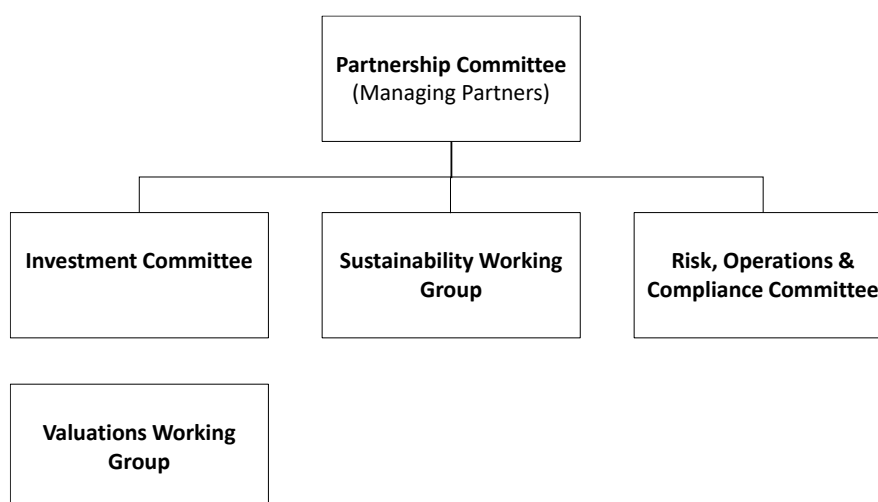 Partnership Committee
(Managing Partners)
Investment Committee
Sustainability Working
Group
Risk, Operations &
Compliance Committee
Valuations Working
Group